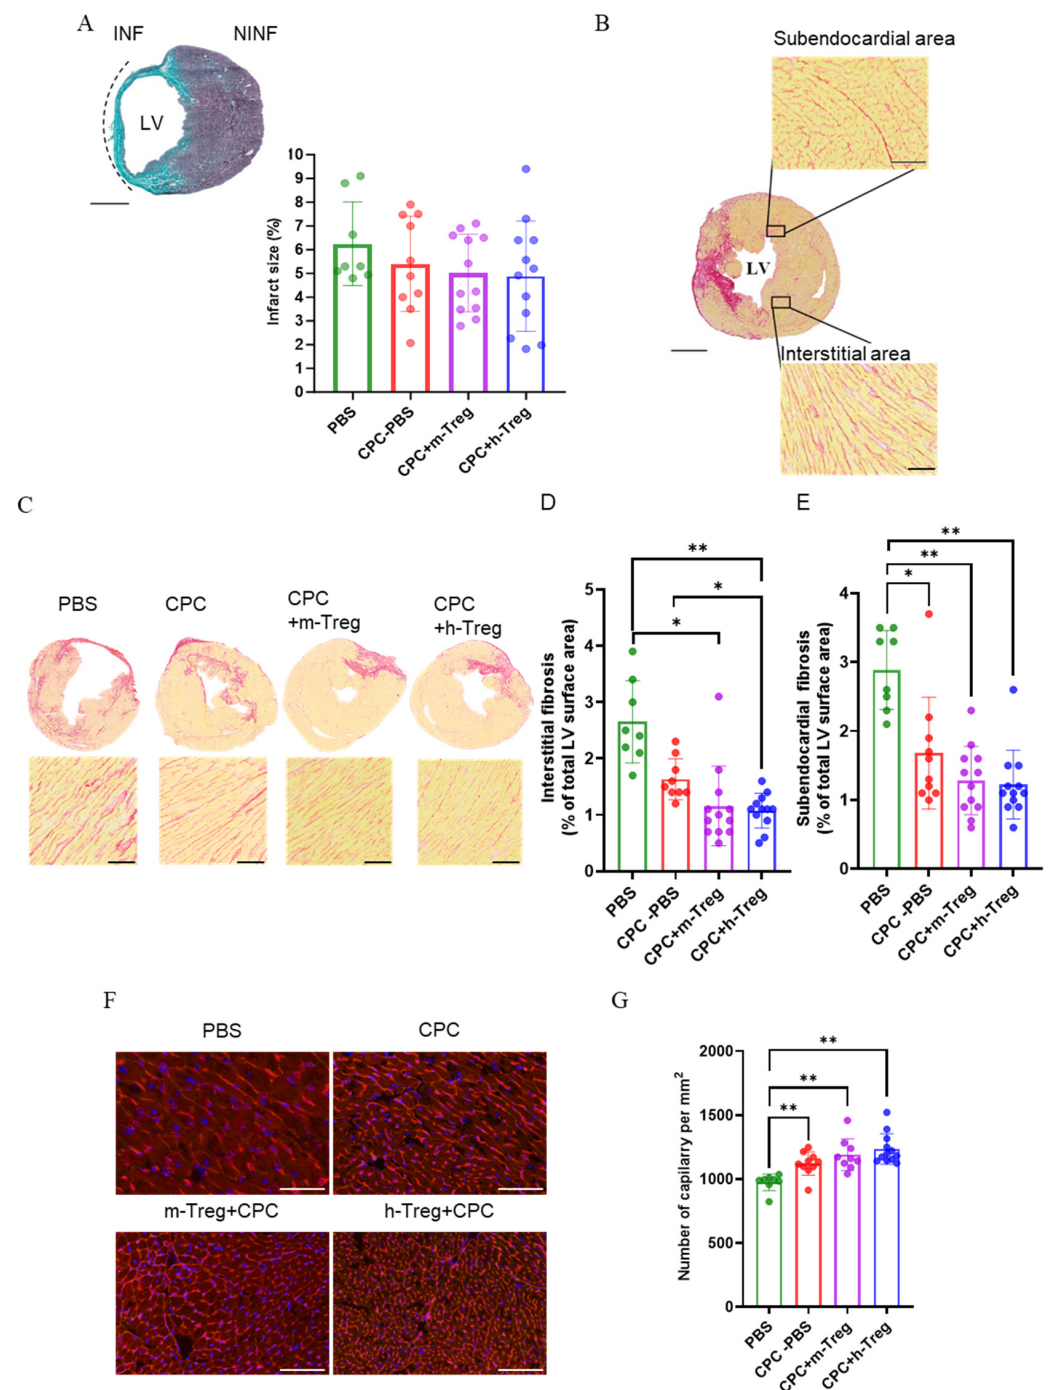 A
INF
NINF
LV
Infarct size (%)
10
9
8
7
6
5
4
3
2
1
0
PBS
CPC-PBS
CPC+m-Treg
CPC+h-Treg
B
Subendocardial area
LV
Interstitial area
C
PBS
CPC
CPC
+m-Treg
CPC
+h-Treg
D
Interstitial fibrosis
(% of total LV surface area)
5
4
3
2
1
0
**
*
*
PBS
CPC -PBS
CPC+m-Treg
CPC+h-Treg
E
Subendocardial fibrosis
(% of total LV surface area)
4
3
2
1
0
**
**
*
PBS
CPC -PBS
CPC+m-Treg
CPC+h-Treg
F
PBS
CPC
m-Treg+CPC
h-Treg+CPC
G
Number of capilarry per mm²
2000
1500
1000
500
0
**
**
**
PBS
CPC -PBS
CPC+m-Treg
CPC+h-Treg